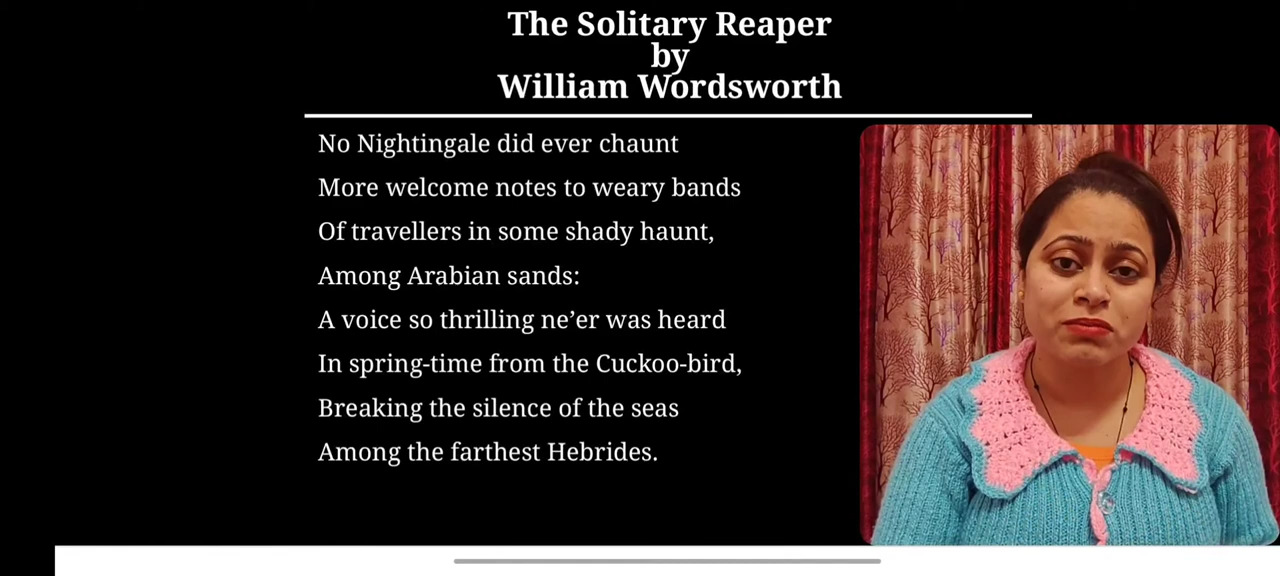 The Solitary Reaper
by
William Wordsworth
No Nightingale did ever chaunt
More welcome notes to weary bands
Of travellers in some shady haunt,
Among Arabian sands:
A voice so thrilling ne’er was heard
In spring-time from the Cuckoo-bird,
Breaking the silence of the seas
Among the farthest Hebrides.